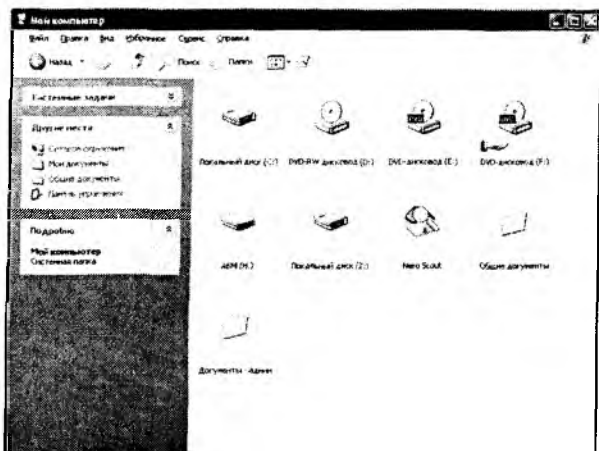 Мой компьютер
Файл Правка Вид Избранное Сервис Справка
Назад Поиск Папки
Системные задачи
Другие места
Сетевое окружение
Мои документы
Общие документы
Панель управления
Подробно
Мой компьютер
Системная папка
Локальный диск (C:) DVD-RW дисковод (D:) DVD-дисковод (E:) DVD-дисковод (F:)
(H:) Локальный диск (Z:) Nero Scout Общие документы
Документы - Админ